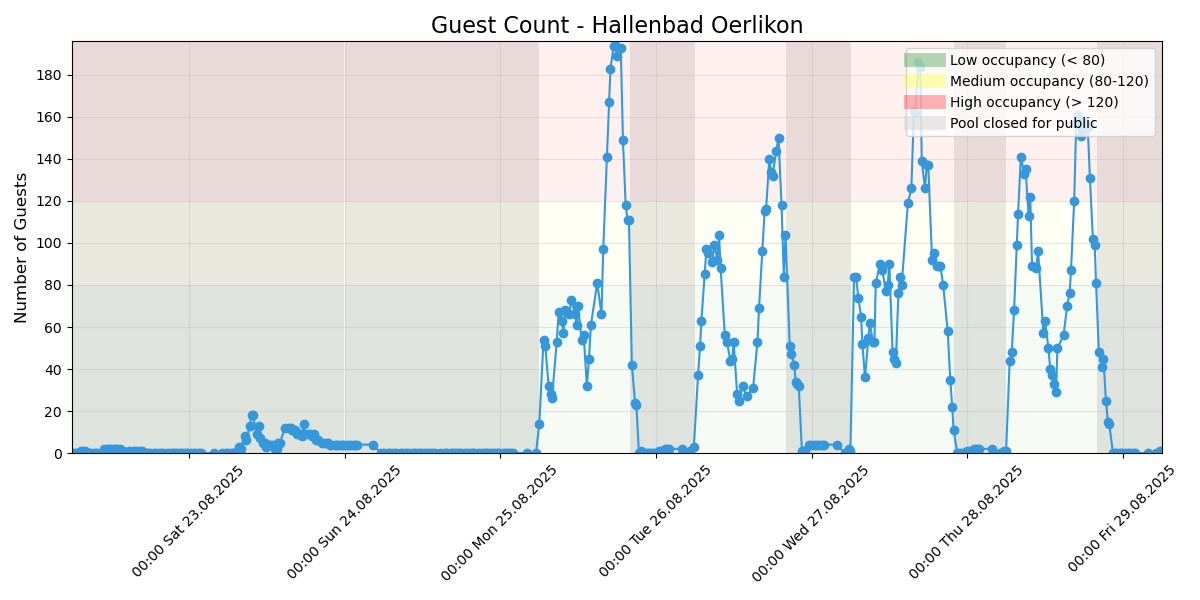 Guest Count - Hallenbad Oerlikon
Number of Guests
180
160
140
120
100
80
60
40
20
0
Low occupancy (< 80)
Medium occupancy (80-120)
High occupancy (> 120)
Pool closed for public
00:00 Sat 23.08.2025
00:00 Sun 24.08.2025
00:00 Mon 25.08.2025
00:00 Tue 26.08.2025
00:00 Wed 27.08.2025
00:00 Thu 28.08.2025
00:00 Fri 29.08.2025